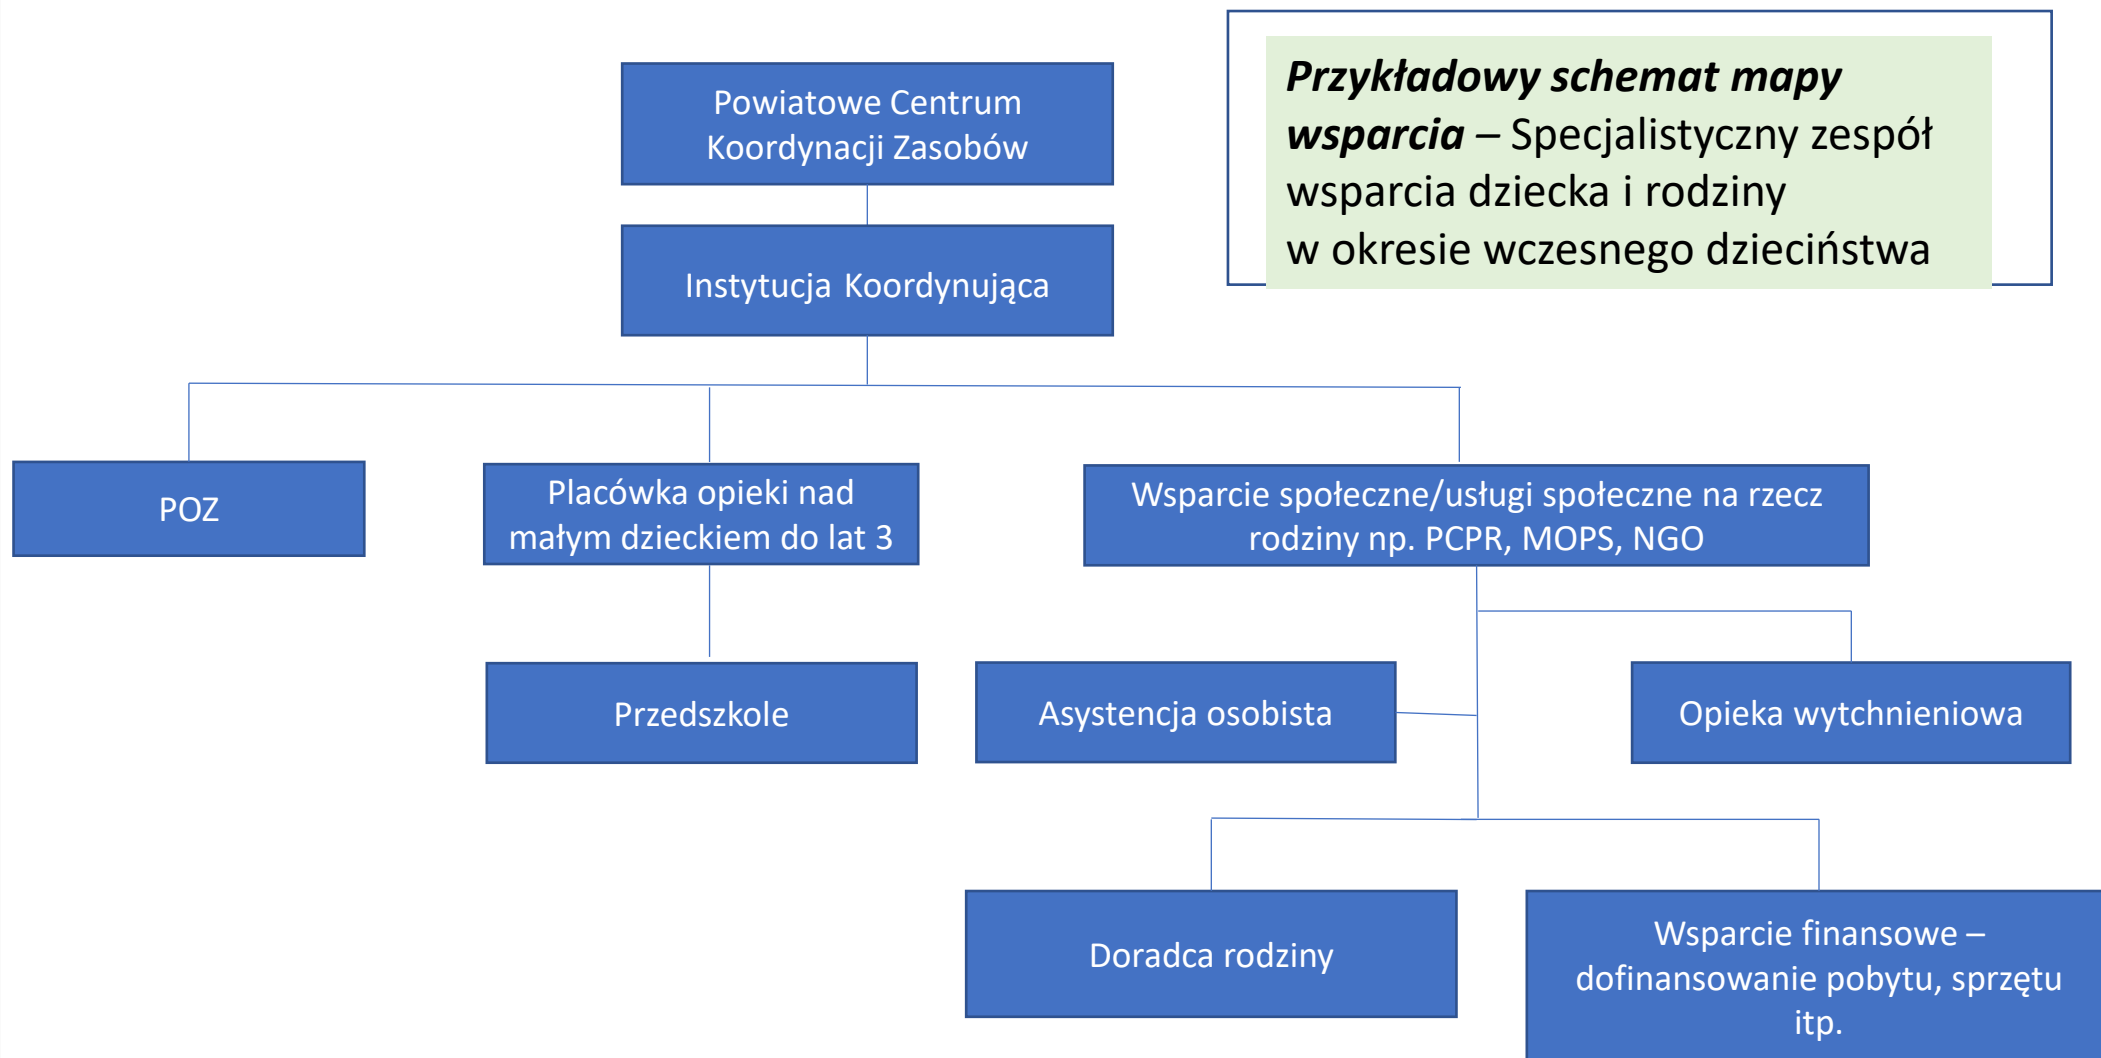 Przykładowy schemat mapy
wsparcia – Specjalistyczny zespół
wsparcia dziecka i rodziny
w okresie wczesnego dzieciństwa
Powiatowe Centrum
Koordynacji Zasobów
Instytucja Koordynująca
POZ
Placówka opieki nad
małym dzieckiem do lat 3
Wsparcie społeczne/usługi społeczne na rzecz
rodziny np. PCPR, MOPS, NGO
Przedszkole
Asystencja osobista
Opieka wytchnieniowa
Doradca rodziny
Wsparcie finansowe –
dofinansowanie pobytu, sprzętu
itp.